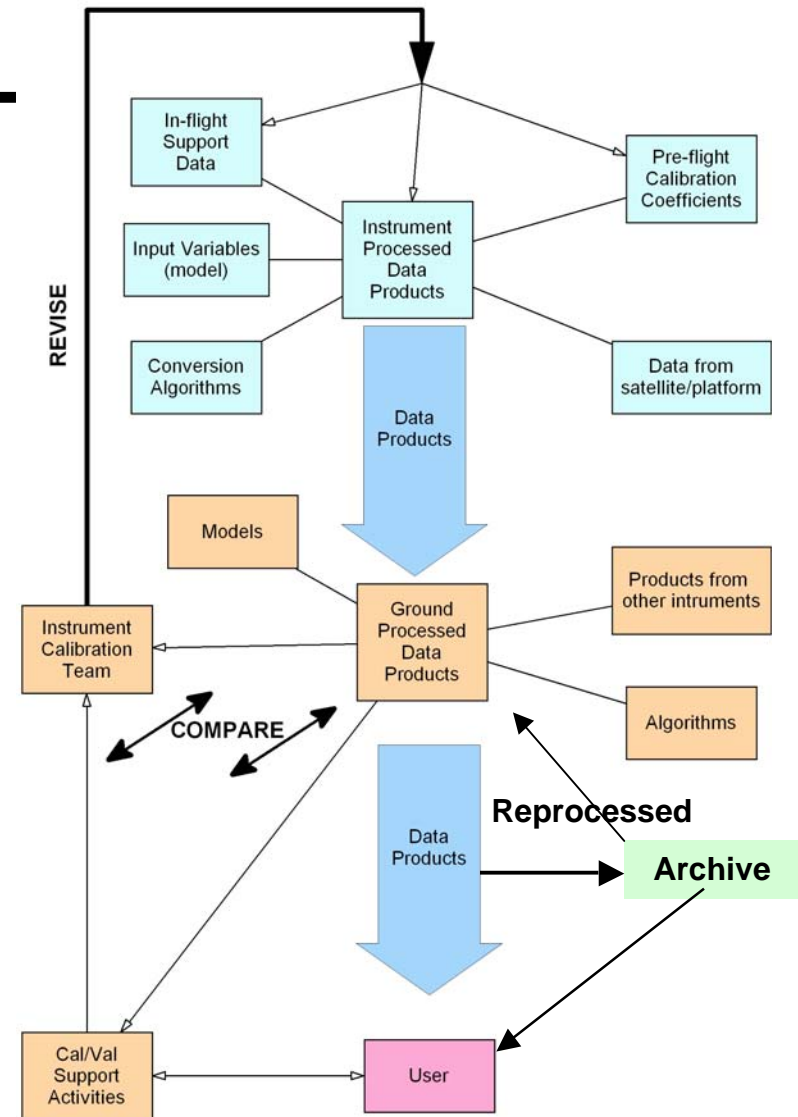 In-flight
Support
Data
Pre-flight
Calibration
Coefficients
Instrument
Processed
Data
Products
Input Variables
(model)
REVISE
Conversion
Algorithms
Data from
satellite/platform
Data
Products
Models
Products from
other intruments
Ground
Processed
Data
Products
Instrument
Calibration
Team
Algorithms
COMPARE
Reprocessed
Data
Products
Archive
Cal/Val
Support
Activities
User